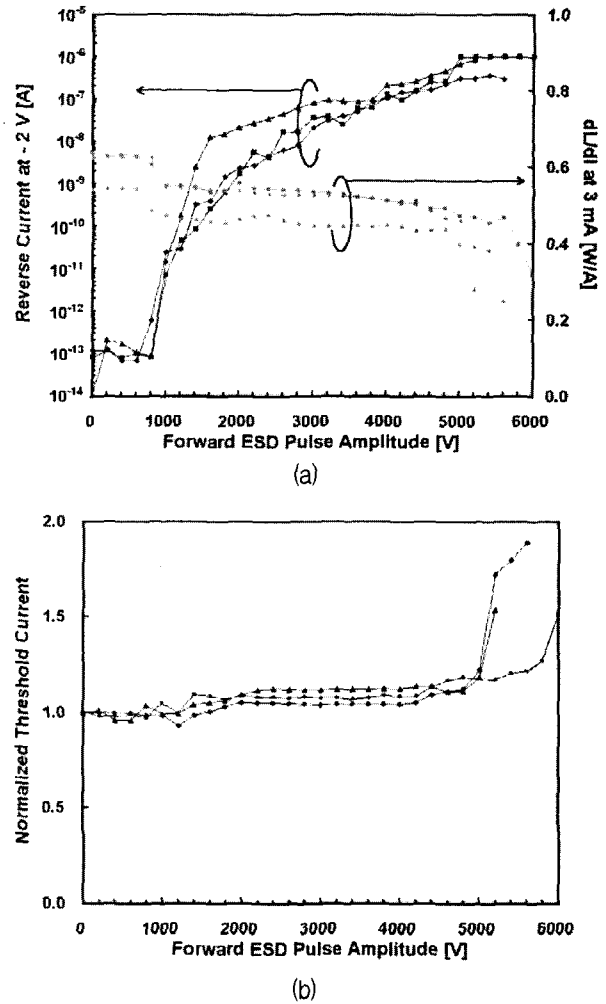 10⁻⁵
10⁻⁶
10⁻⁷
10⁻⁸
10⁻⁹
10⁻¹⁰
10⁻¹¹
10⁻¹²
10⁻¹³
10⁻¹⁴
Reverse Current at - 2 V [A]
1.0
0.8
0.6
0.4
0.2
0.0
dL/dI at 3 mA [W/A]
0 1000 2000 3000 4000 5000 6000
Forward ESD Pulse Amplitude [V]
(a)
2.0
1.5
1.0
0.5
0.0
Normalized Threshold Current
0 1000 2000 3000 4000 5000 6000
Forward ESD Pulse Amplitude [V]
(b)